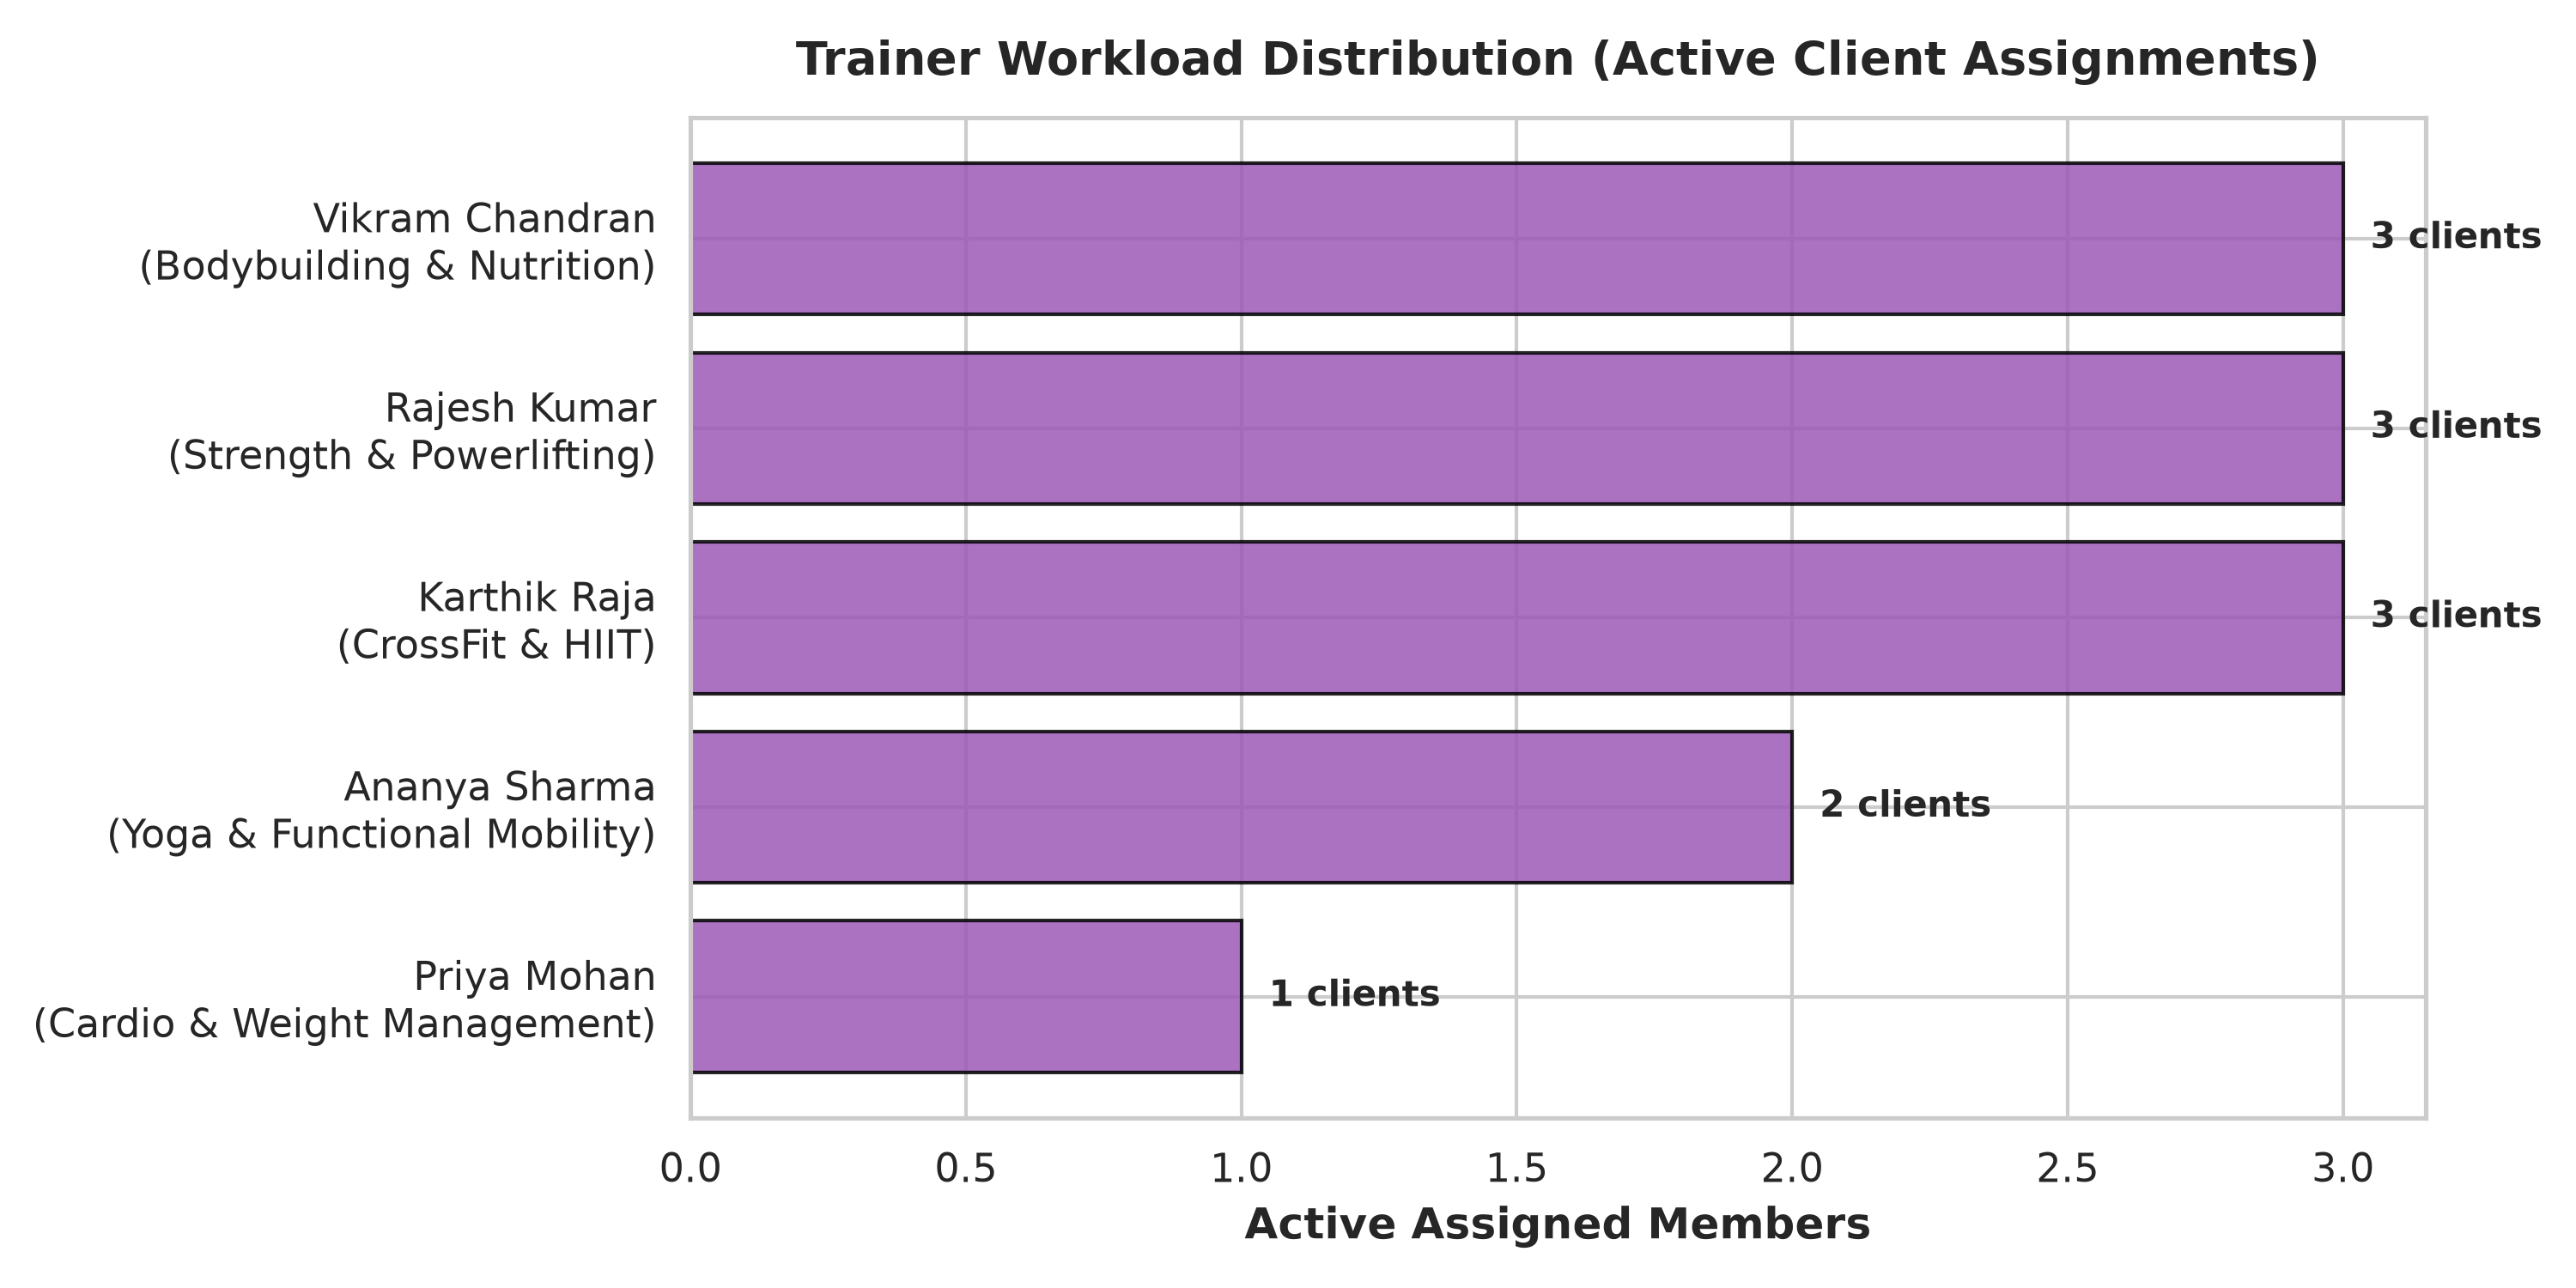 Trainer Workload Distribution (Active Client Assignments)
Vikram Chandran
(Bodybuilding & Nutrition)
3 clients
Rajesh Kumar
(Strength & Powerlifting)
3 clients
Karthik Raja
(CrossFit & HIIT)
3 clients
Ananya Sharma
(Yoga & Functional Mobility)
2 clients
Priya Mohan
(Cardio & Weight Management)
1 clients
0.0 0.5 1.0 1.5 2.0 2.5 3.0
Active Assigned Members